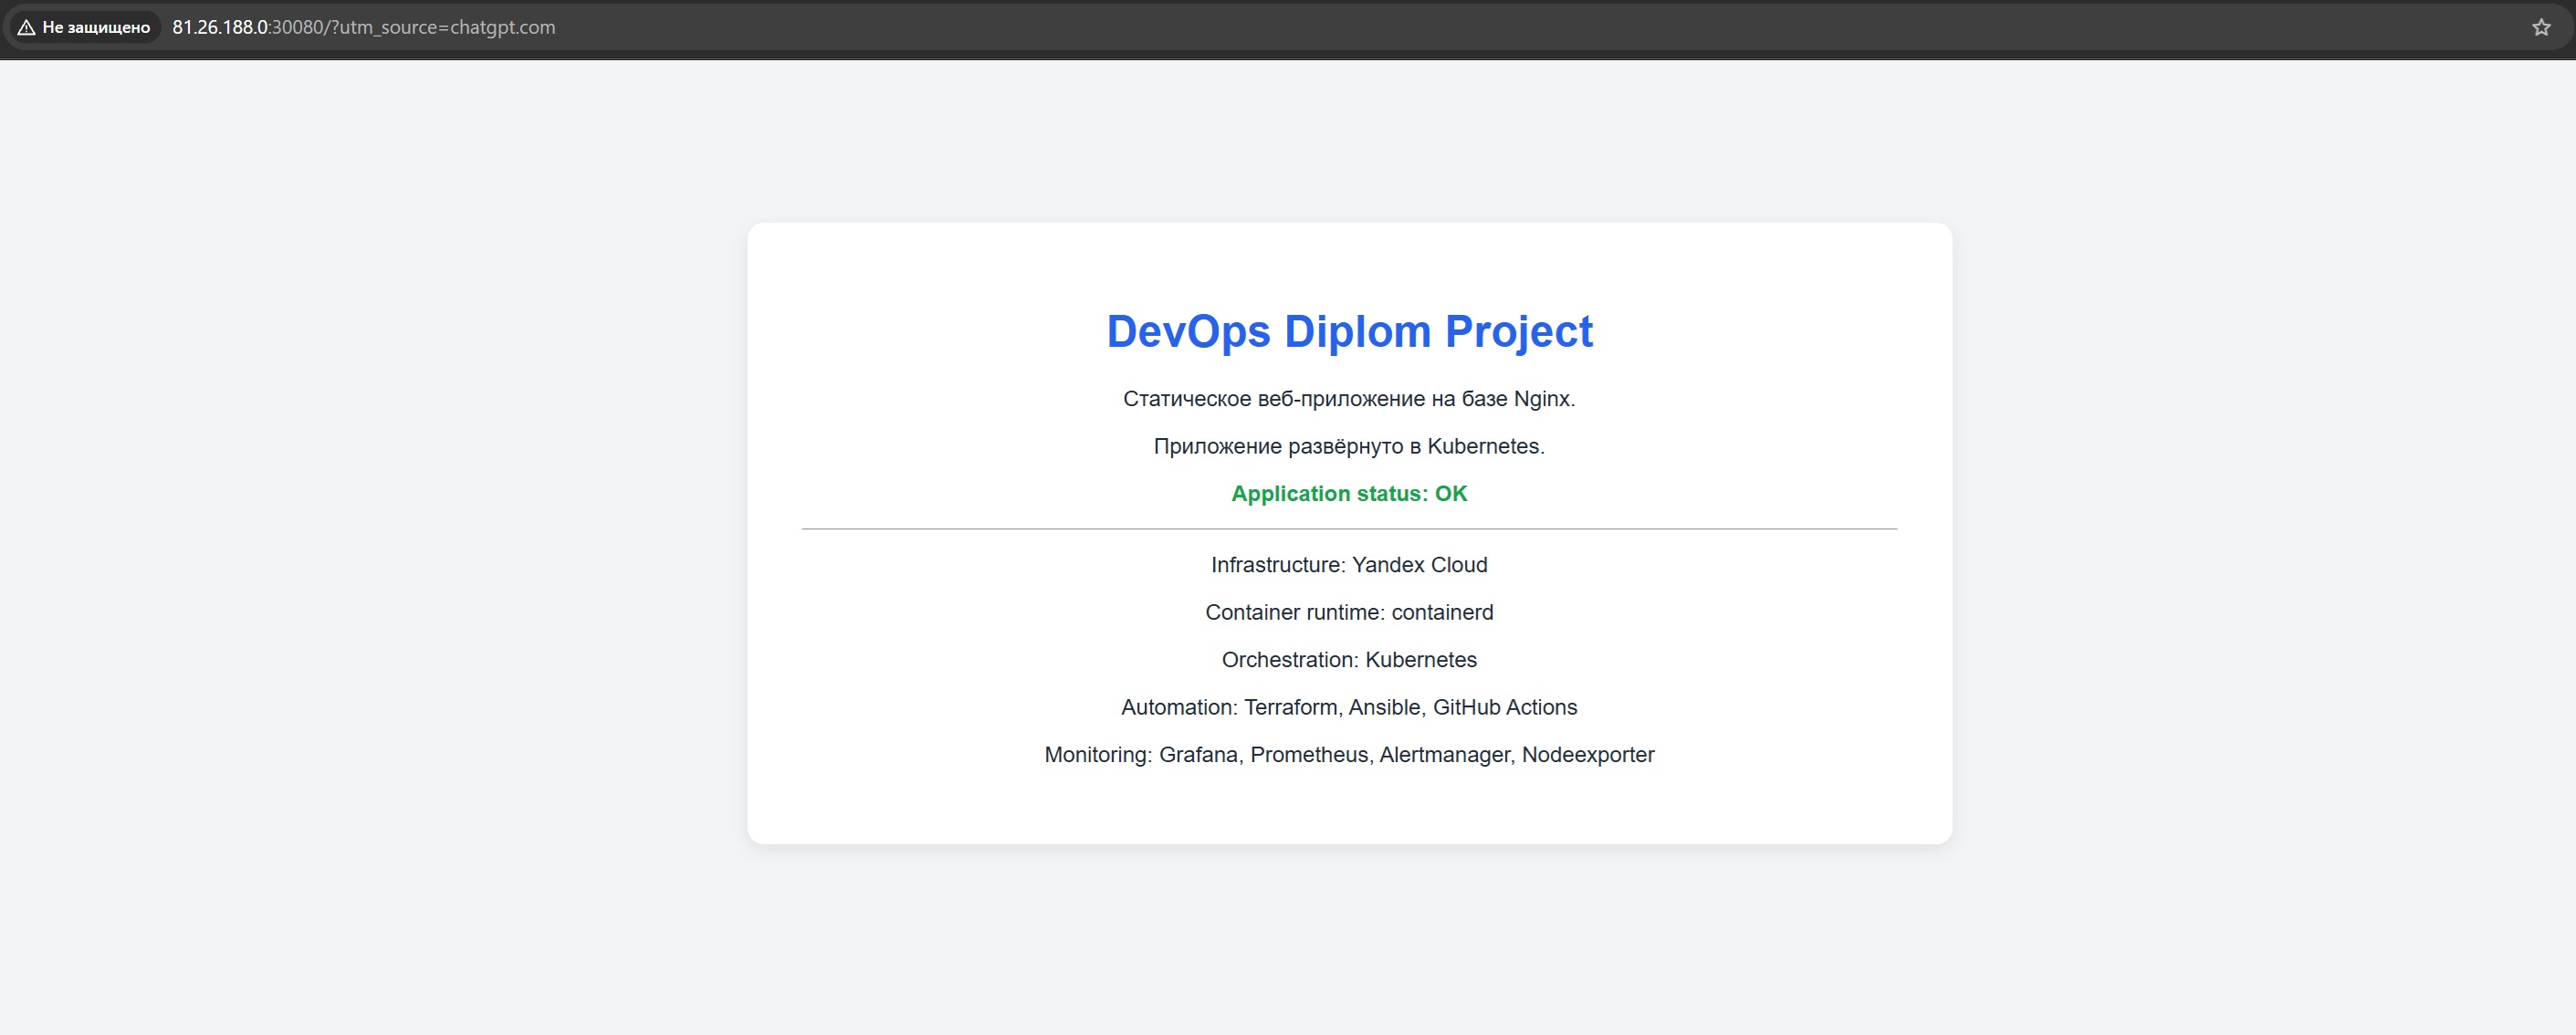 Не защищено 81.26.188.0:30080/?utm_source=chatgpt.com
DevOps Diplom Project
Статическое веб-приложение на базе Nginx.
Приложение развёрнуто в Kubernetes.
Application status: OK
Infrastructure: Yandex Cloud
Container runtime: containerd
Orchestration: Kubernetes
Automation: Terraform, Ansible, GitHub Actions
Monitoring: Grafana, Prometheus, Alertmanager, Nodeexporter